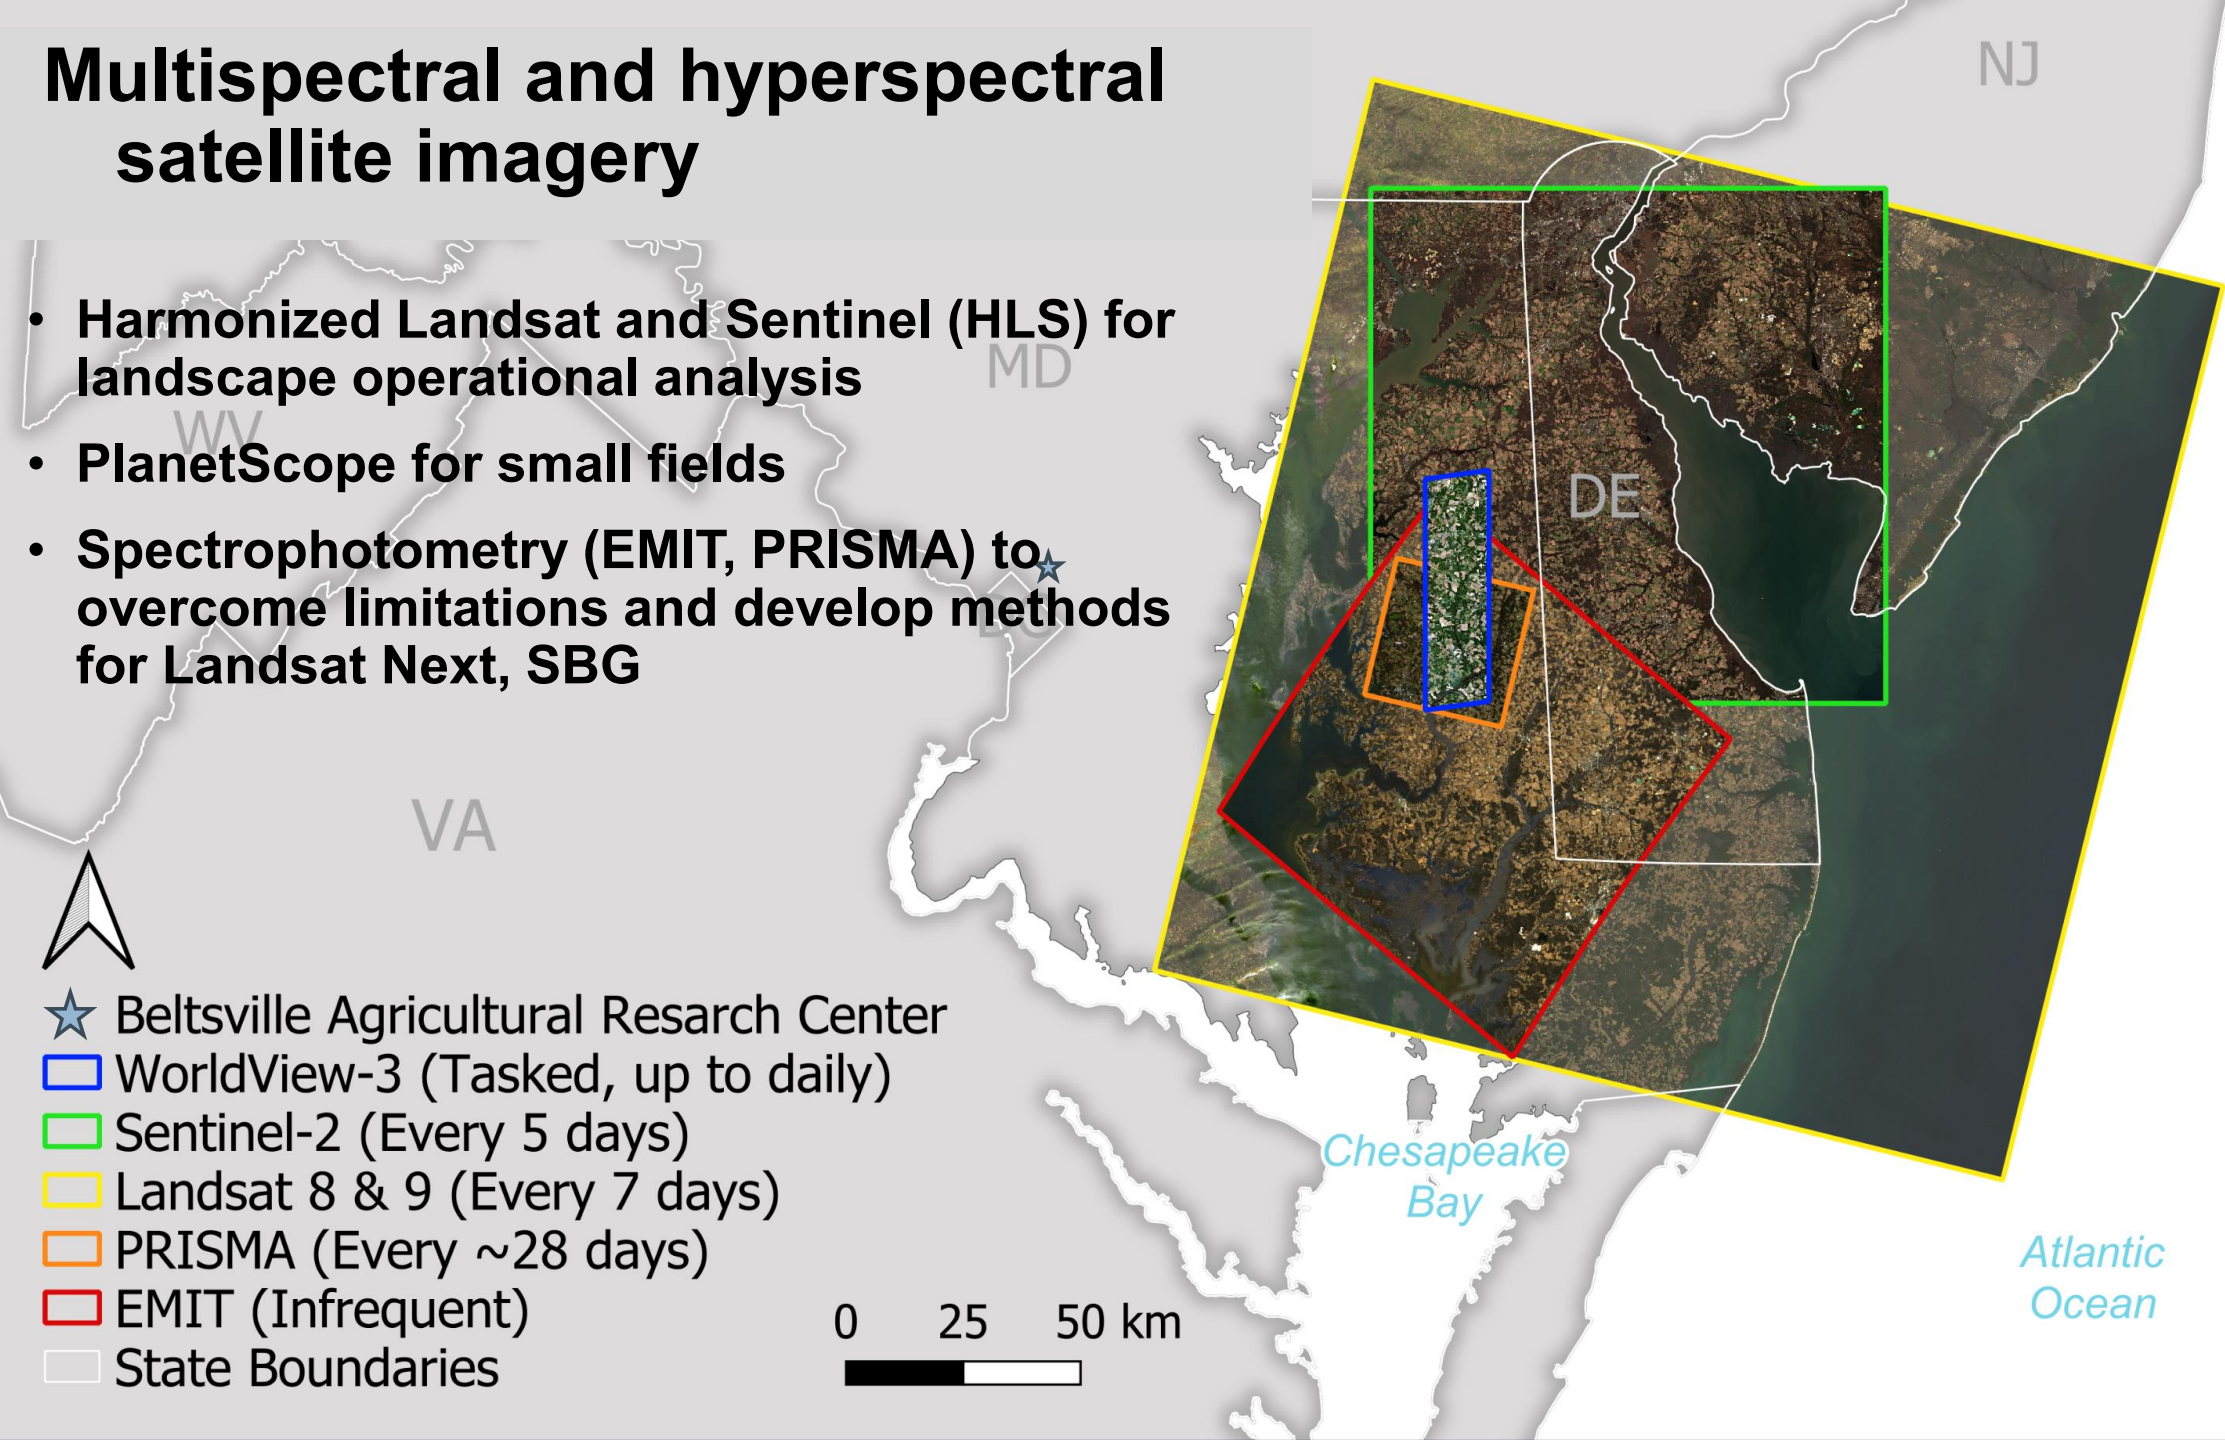 Multispectral and hyperspectral
satellite imagery
• Harmonized Landsat and Sentinel (HLS) for
landscape operational analysis
• PlanetScope for small fields
• Spectrophotometry (EMIT, PRISMA) to
overcome limitations and develop methods
for Landsat Next, SBG
NJ
MD
WV
DE
DC
VA
Beltsville Agricultural Resarch Center
WorldView-3 (Tasked, up to daily)
Sentinel-2 (Every 5 days)
Landsat 8 & 9 (Every 7 days)
PRISMA (Every ~28 days)
EMIT (Infrequent)
State Boundaries
0 25 50 km
Chesapeake
Bay
Atlantic
Ocean